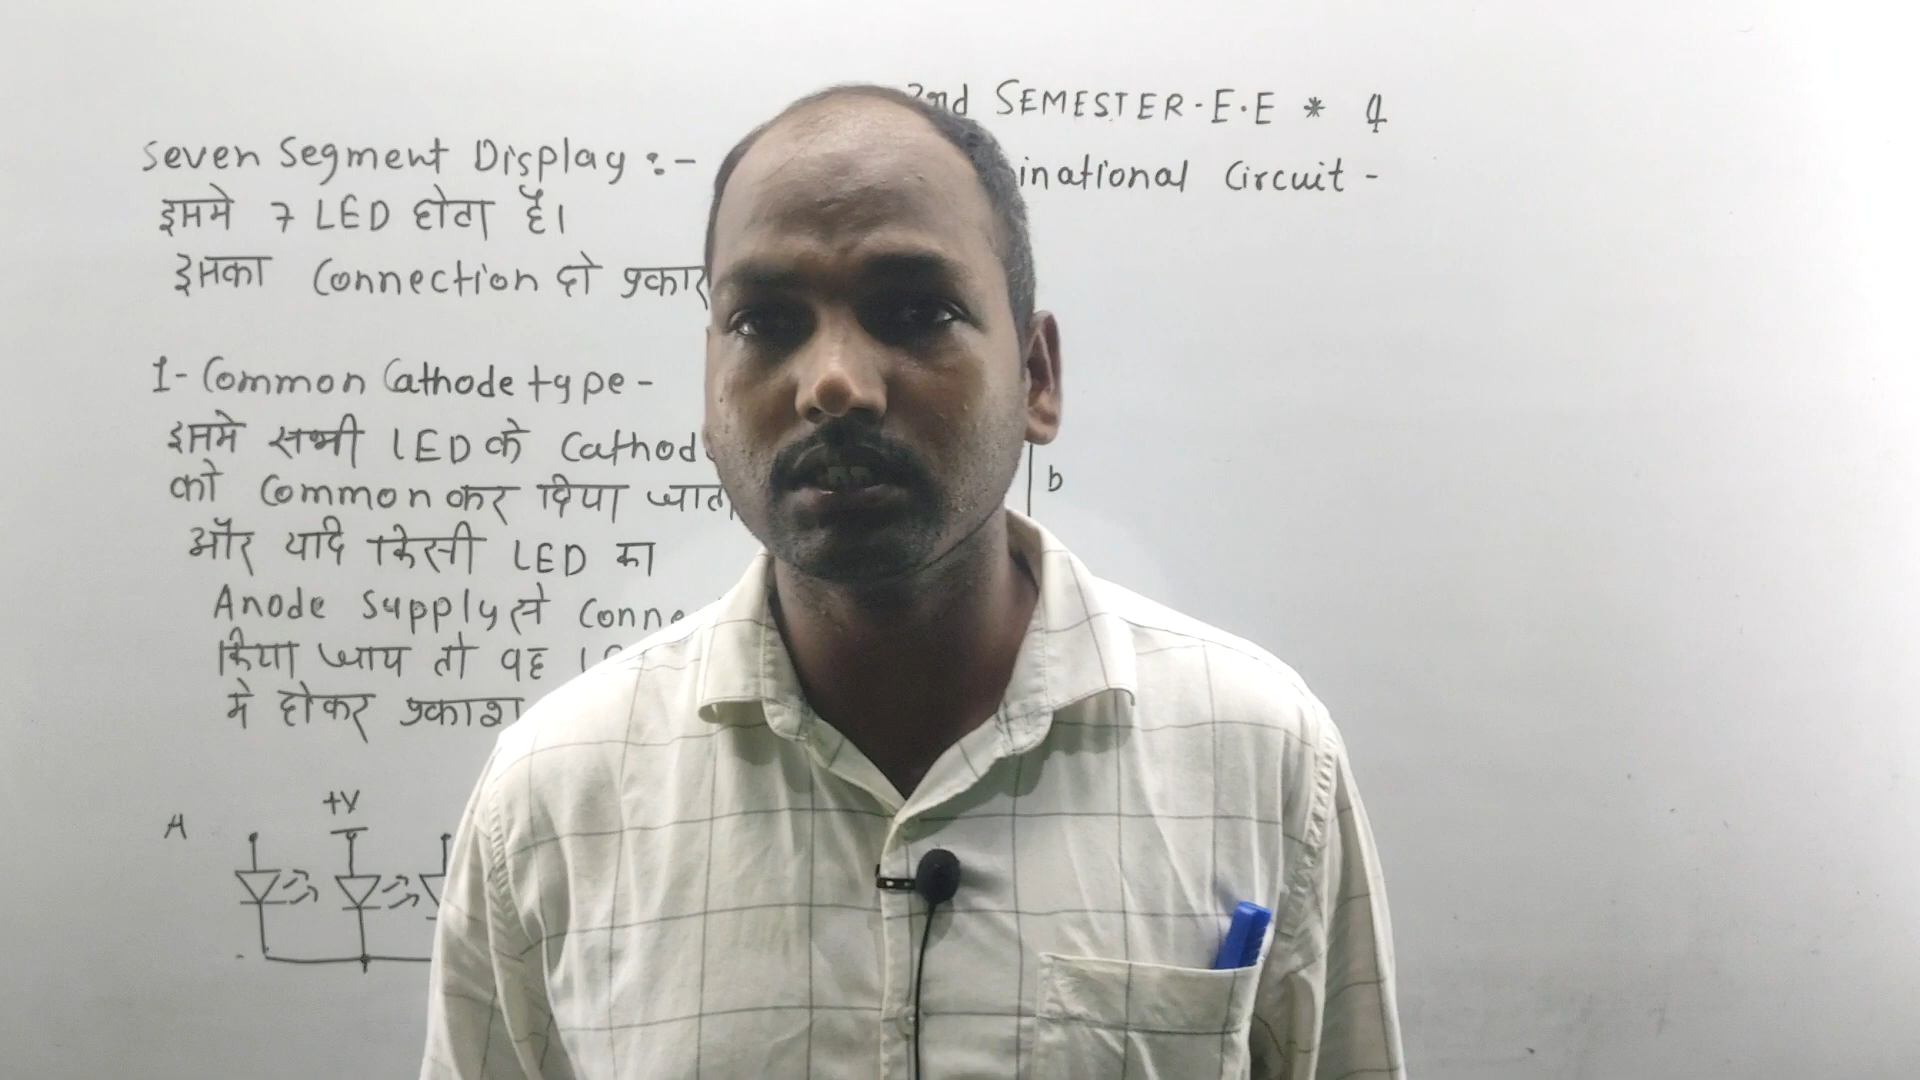 2nd SEMESTER-E.E * 4
inational Circuit -
Seven Segment Display :-
इसमे 7 LED होता है।
इसका Connection दो प्रकार
1- Common Cathode type -
इसमे सभी LED के Cathod
को Common कर दिया जाता
और यदि किसी LED का
Anode Supply से Conne
किया जाय तो वह
मे होकर प्रकाश
b
+V
A